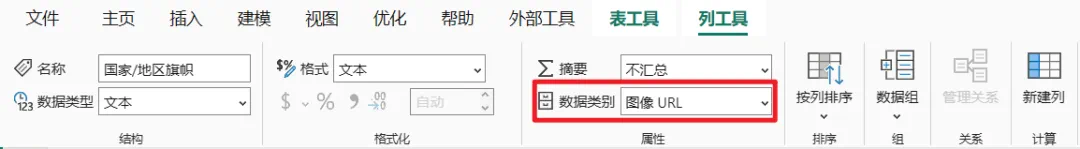 文件 主页 插入 建模 视图 优化 帮助 外部工具 表工具 列工具
名称 国家/地区旗帜 $% 格式 文本 Σ 摘要 不汇总
123 数据类型 文本 $ % 9 .00 →0 自动 数据类别 图像 URL 按列排序 数据组 管理关系 新建列
结构 格式化 属性 排序 组 关系 计算